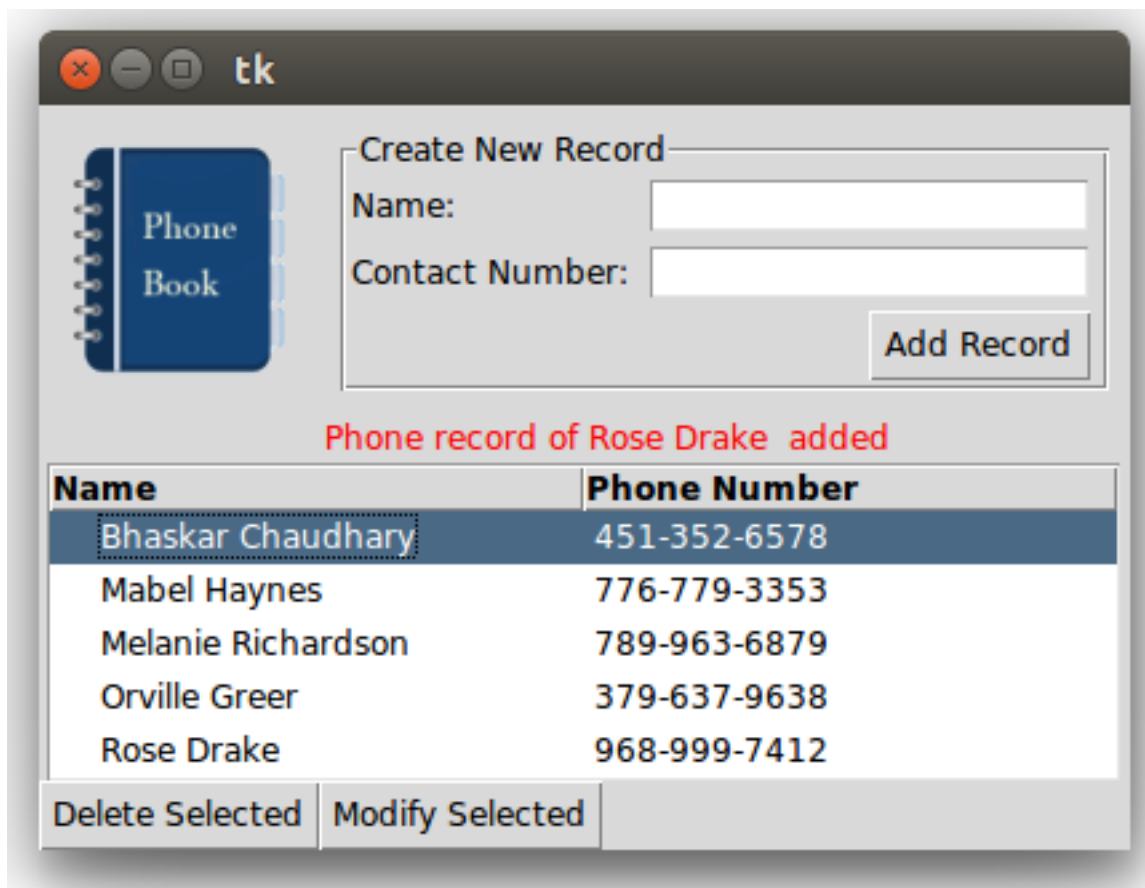 tk
Phone
Book
Create New Record
Name:
Contact Number:
Add Record
Phone record of Rose Drake  added
Name Phone Number
Bhaskar Chaudhary 451-352-6578
Mabel Haynes 776-779-3353
Melanie Richardson 789-963-6879
Orville Greer 379-637-9638
Rose Drake 968-999-7412
Delete Selected Modify Selected